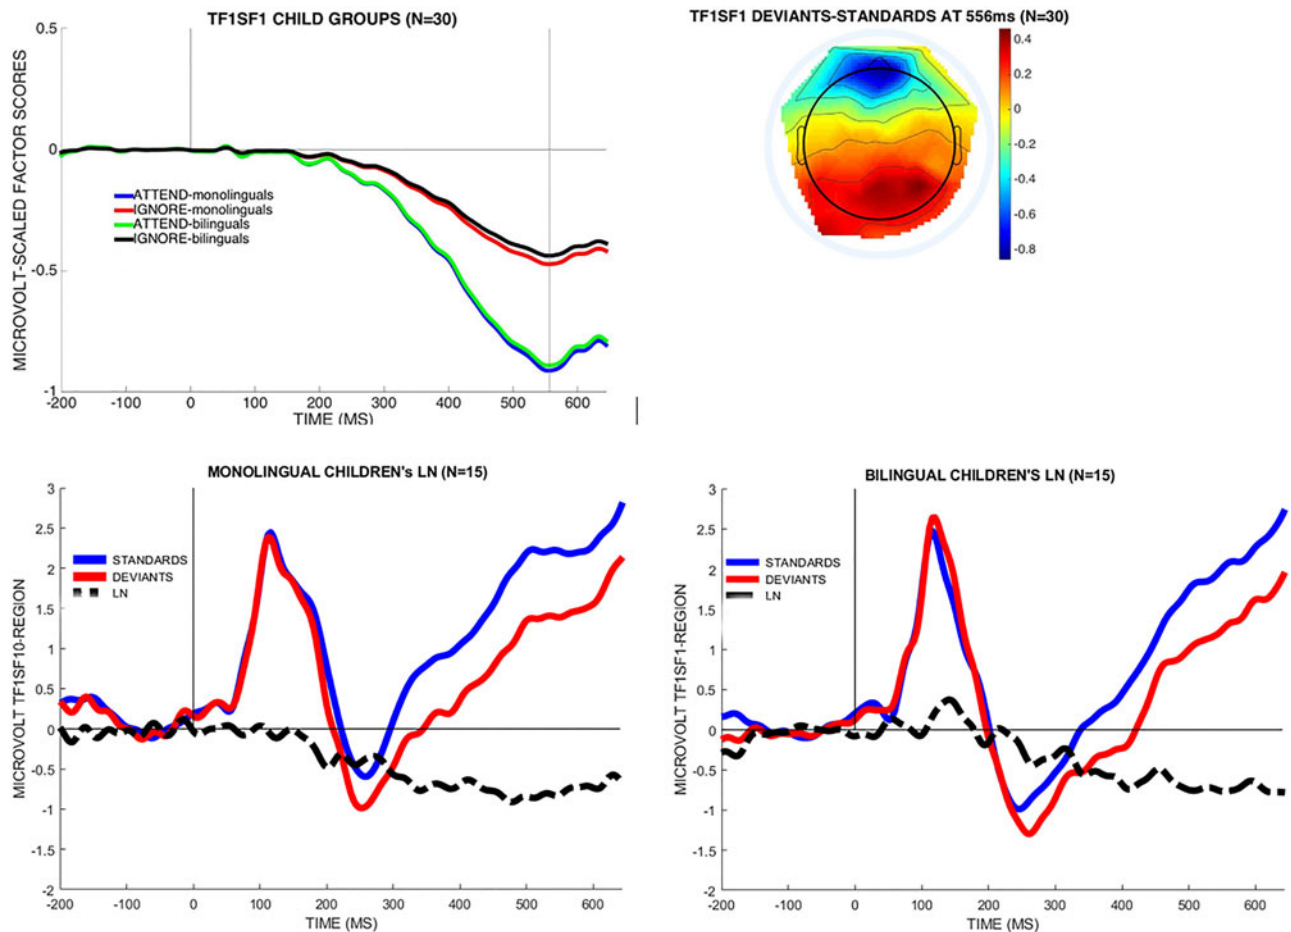 TF1SF1 CHILD GROUPS (N=30)
MICROVOLT-SCALED FACTOR SCORES
0.5
0
-0.5
-1
ATTEND-monolinguals
IGNORE-monolinguals
ATTEND-bilinguals
IGNORE-bilinguals
-200 -100 0 100 200 300 400 500 600
TIME (MS)
TF1SF1 DEVIANTS-STANDARDS AT 556ms (N=30)
0.4
0.2
0
-0.2
-0.4
-0.6
-0.8
MONOLINGUAL CHILDREN's LN (N=15)
MICROVOLT TF1SF10-REGION
3
2.5
2
1.5
1
0.5
0
-0.5
-1
-1.5
-2
STANDARDS
DEVIANTS
LN
-200 -100 0 100 200 300 400 500 600
TIME (MS)
BILINGUAL CHILDREN'S LN (N=15)
MICROVOLT TF1SF1-REGION
3
2.5
2
1.5
1
0.5
0
-0.5
-1
-1.5
-2
STANDARDS
DEVIANTS
LN
-200 -100 0 100 200 300 400 500 600
TIME (MS)